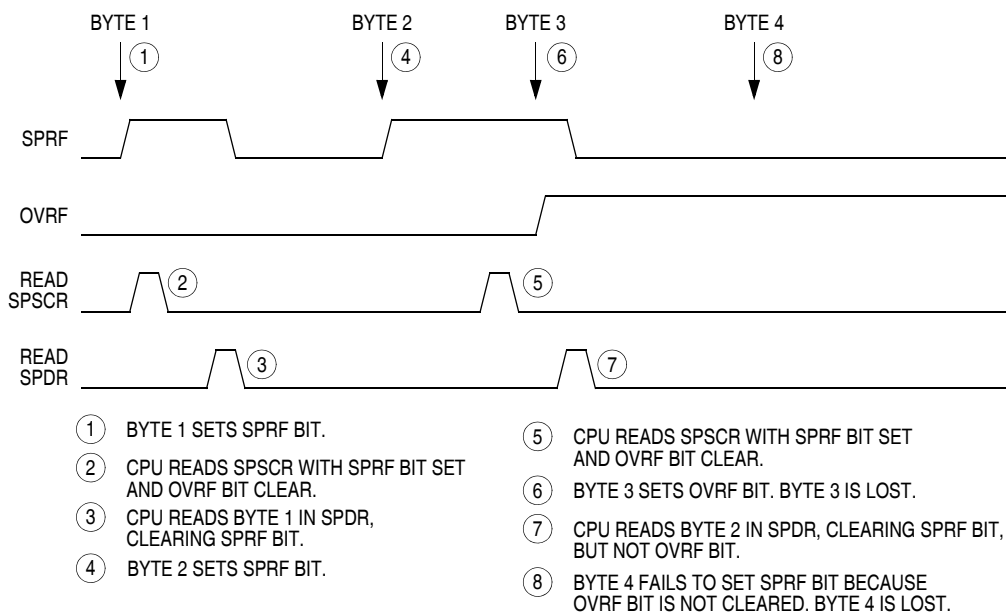 BYTE 1
BYTE 2
BYTE 3
BYTE 4
1
4
6
8
SPRF
OVRF
READ
SPSCR
2
5
READ
SPDR
3
7
1 BYTE 1 SETS SPRF BIT.
2 CPU READS SPSCR WITH SPRF BIT SET
AND OVRF BIT CLEAR.
3 CPU READS BYTE 1 IN SPDR,
CLEARING SPRF BIT.
4 BYTE 2 SETS SPRF BIT.
5 CPU READS SPSCR WITH SPRF BIT SET
AND OVRF BIT CLEAR.
6 BYTE 3 SETS OVRF BIT. BYTE 3 IS LOST.
7 CPU READS BYTE 2 IN SPDR, CLEARING SPRF BIT,
BUT NOT OVRF BIT.
8 BYTE 4 FAILS TO SET SPRF BIT BECAUSE
OVRF BIT IS NOT CLEARED. BYTE 4 IS LOST.